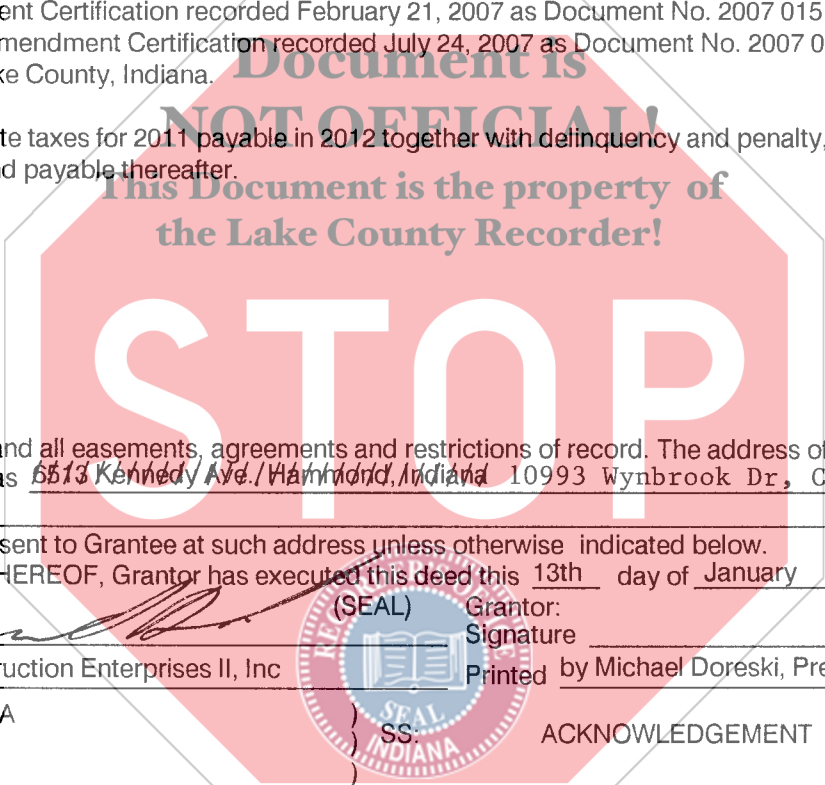 ent Certification recorded February 21, 2007 as Document No. 2007 015
mendment Certification recorded July 24, 2007 as Document No. 2007 0
ke County, Indiana.
Document is
NOT OFFICIAL!
te taxes for 2011 payable in 2012 together with delinquency and penalty,
d payable thereafter.
This Document is the property of
the Lake County Recorder!
STOP
and all easements, agreements and restrictions of record. The address of
as 6513 Kennedy Ave., Hammond, Indiana 10993 Wynbrook Dr, C
sent to Grantee at such address unless otherwise indicated below.
HEREOF, Grantor has executed this deed this 13th day of January
(SEAL) Grantor:
Signature
ruction Enterprises II, Inc Printed by Michael Doreski, Pre
A ) SS: ACKNOWLEDGEMENT
)
)
SEAL
INDIANA